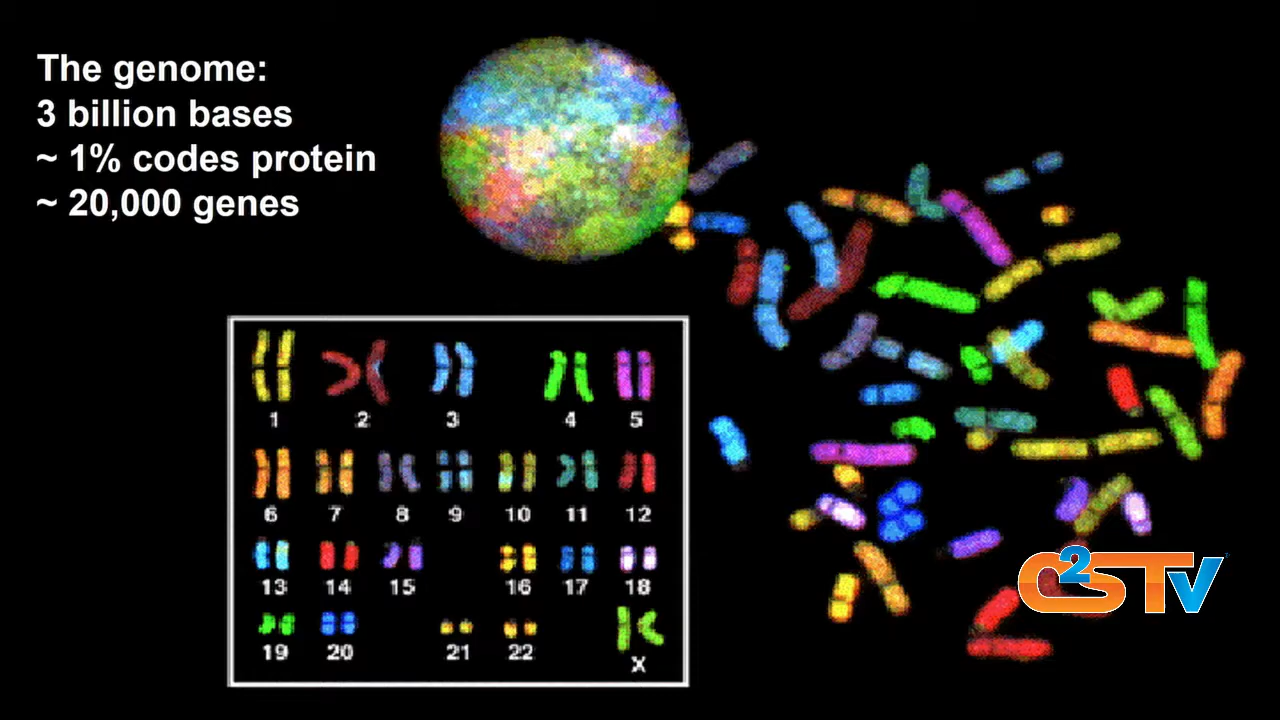 The genome:
3 billion bases
~ 1% codes protein
~ 20,000 genes
1 2 3 4 5
6 7 8 9 10 11 12
13 14 15 16 17 18
19 20 21 22 X
C2STV